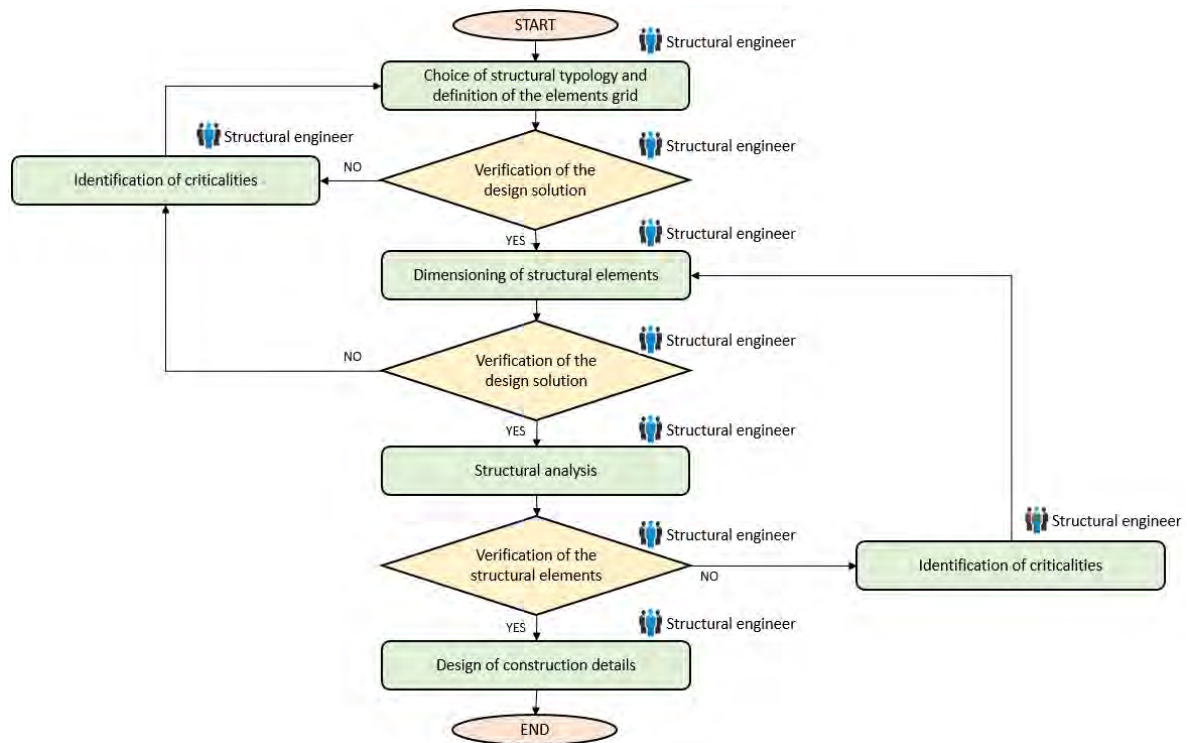 START
Structural engineer
Choice of structural typology and
definition of the elements grid
Structural engineer
Structural engineer
Verification of the
design solution
NO
Identification of criticalities
YES
Structural engineer
Dimensioning of structural elements
Structural engineer
Verification of the
design solution
NO
YES
Structural engineer
Structural analysis
Structural engineer
Structural engineer
Verification of the
structural elements
NO
Identification of criticalities
YES
Structural engineer
Design of construction details
END